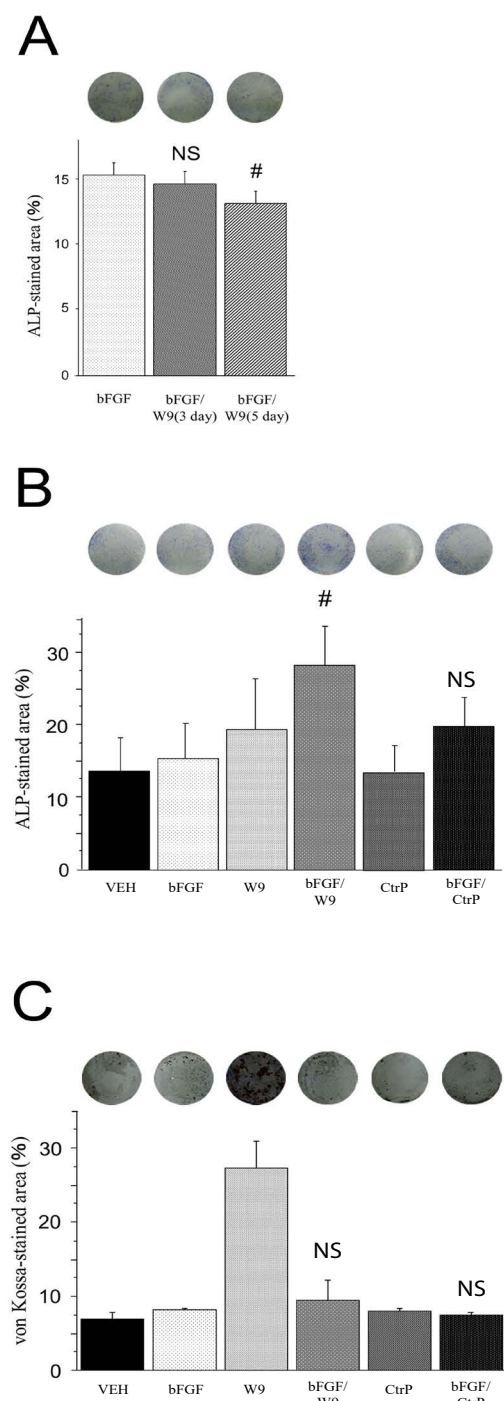 A
NS
#
15
10
5
0
ALP-stained area (%)
bFGF
bFGF/
W9(3 day)
bFGF/
W9(5 day)
B
#
NS
30
20
10
0
ALP-stained area (%)
VEH
bFGF
W9
bFGF/
W9
CtrP
bFGF/
CtrP
C
NS
NS
30
20
10
0
von Kossa-stained area (%)
VEH
bFGF
W9
bFGF/
W9
CtrP
bFGF/
CtrP